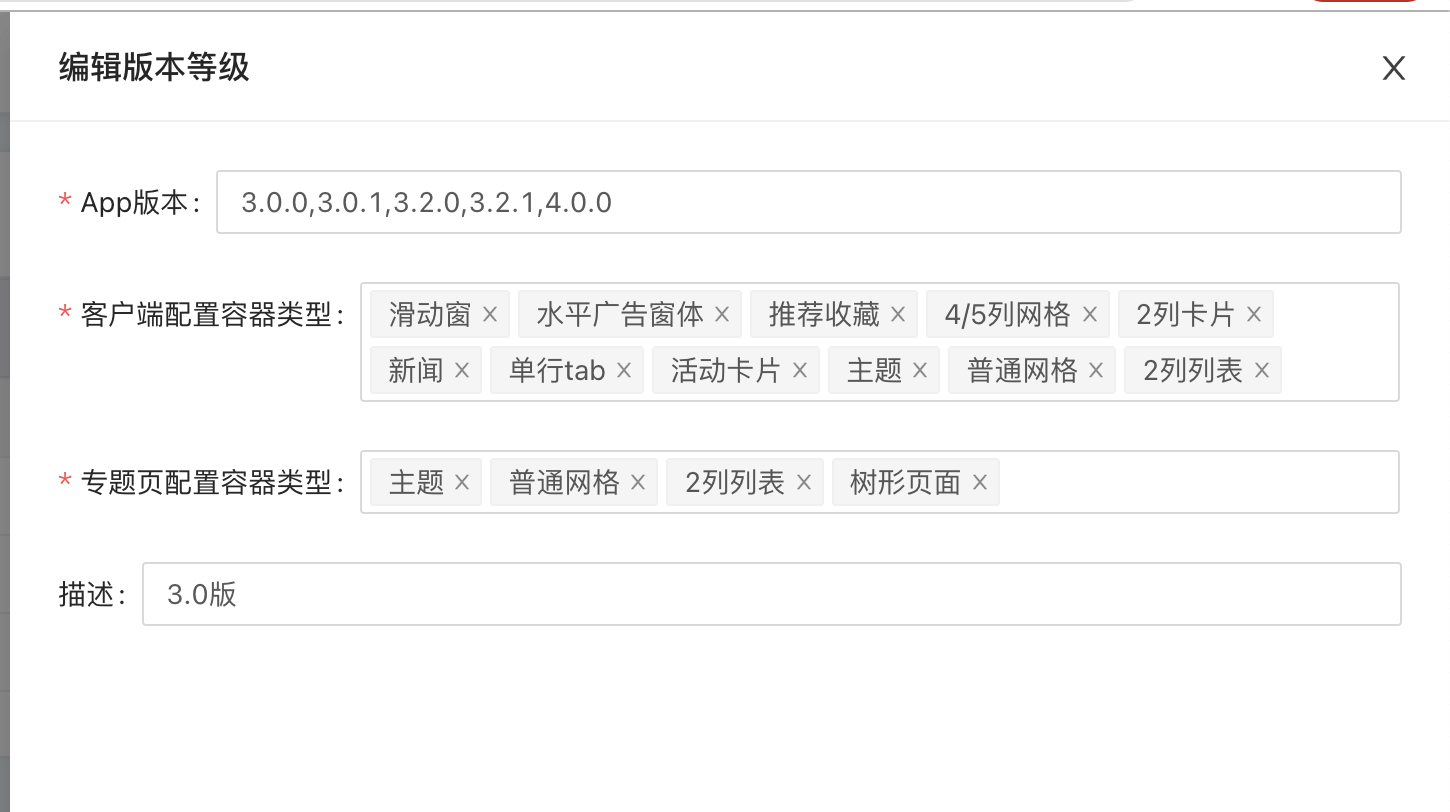 编辑版本等级
* App版本: 3.0.0,3.0.1,3.2.0,3.2.1,4.0.0
* 客户端配置容器类型: 滑动窗 水平广告窗体 推荐收藏 4/5列网格 2列卡片
新闻 单行tab 活动卡片 主题 普通网格 2列列表
* 专题页配置容器类型: 主题 普通网格 2列列表 树形页面
描述: 3.0版